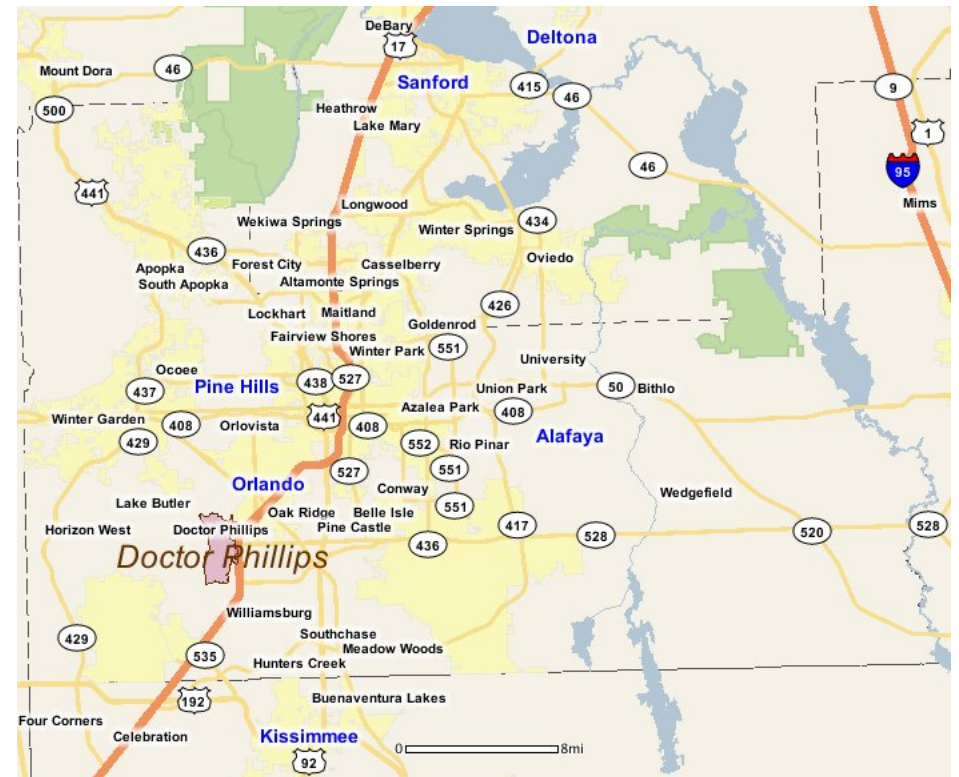 DeBary
Deltona
17
Mount Dora
46
Sanford
415
46
9
500
Heathrow
Lake Mary
1
46
95
441
Mims
Longwood
Wekiwa Springs
434
Winter Springs
436
Oviedo
Forest City
Casselberry
Apopka
South Apopka
Altamonte Springs
426
Lockhart
Maitland
Goldenrod
Fairview Shores
551
Winter Park
University
Ocoee
437
Pine Hills
438
527
Union Park
50
Bithlo
Winter Garden
408
441
Azalea Park
408
Orlovista
408
429
552
Rio Pinar
Alafaya
527
551
Orlando
Conway
Wedgefield
Lake Butler
551
Oak Ridge
Belle Isle
Horizon West
Doctor Phillips
Pine Castle
417
528
520
528
436
Doctor Phillips
Williamsburg
429
Southchase
Meadow Woods
535
Hunters Creek
192
Buenaventura Lakes
Four Corners
Celebration
Kissimmee
0
8mi
92